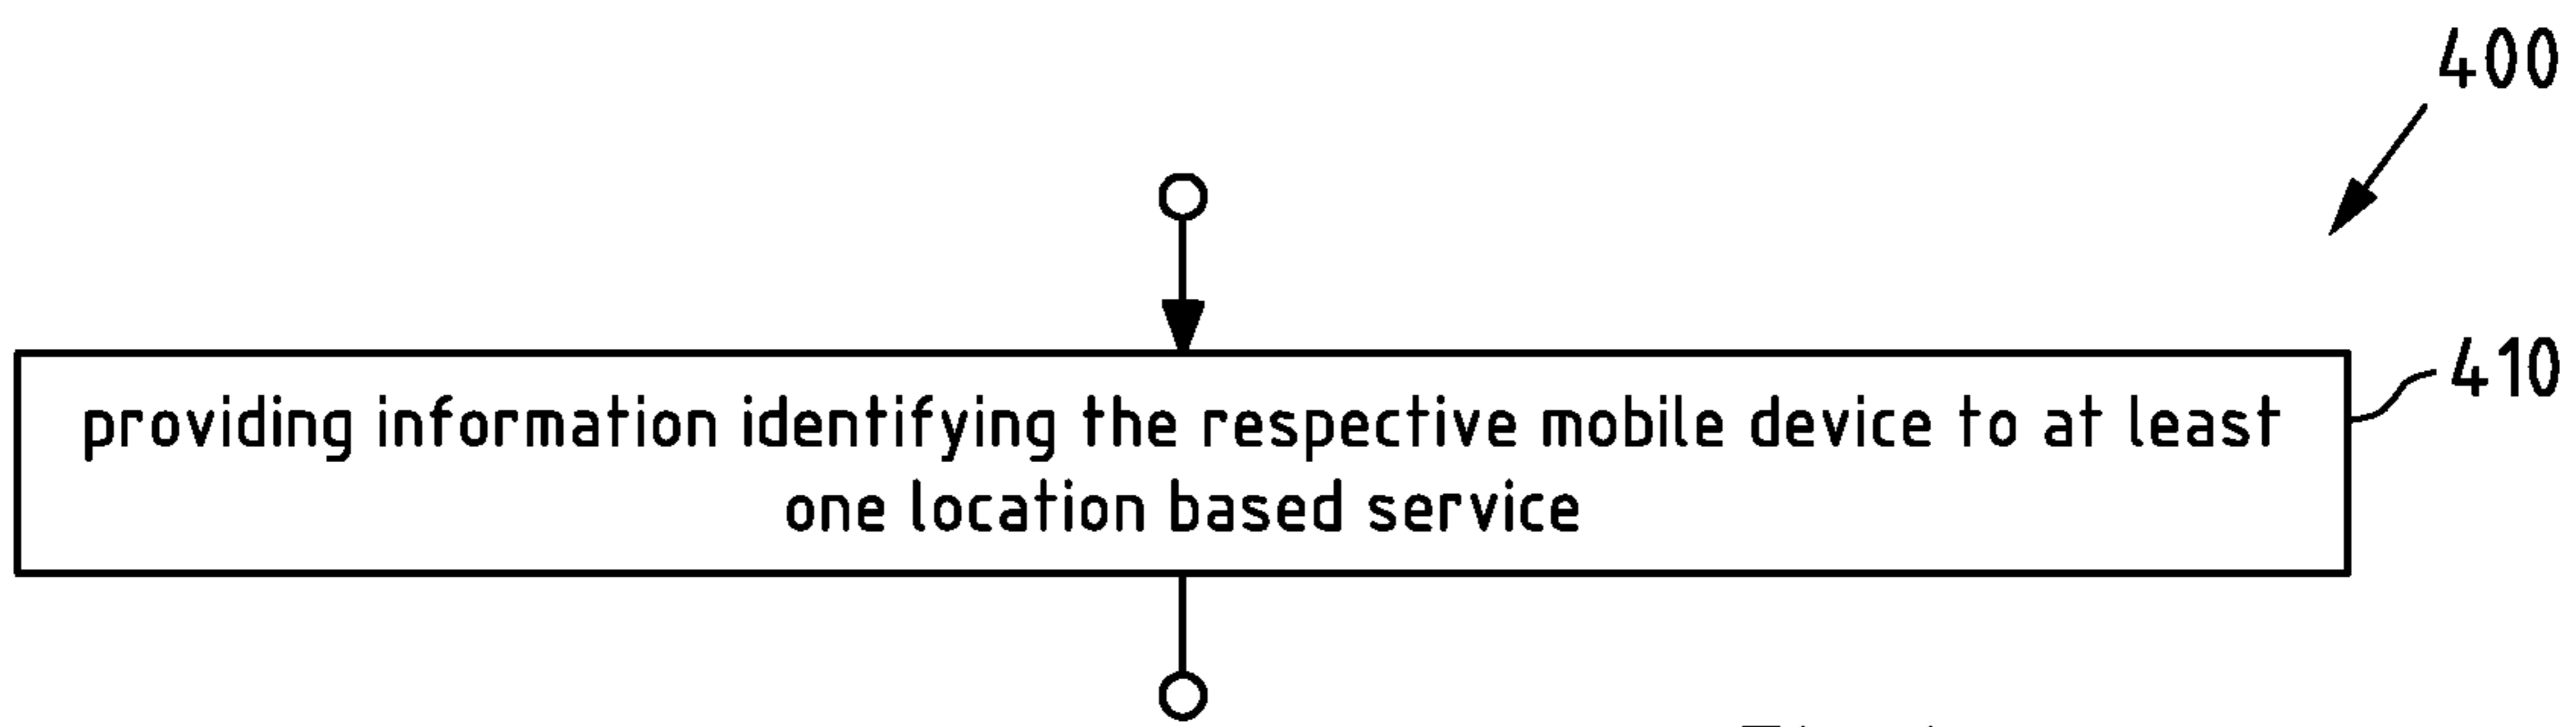 400
410
providing information identifying the respective mobile device to at least
one location based service